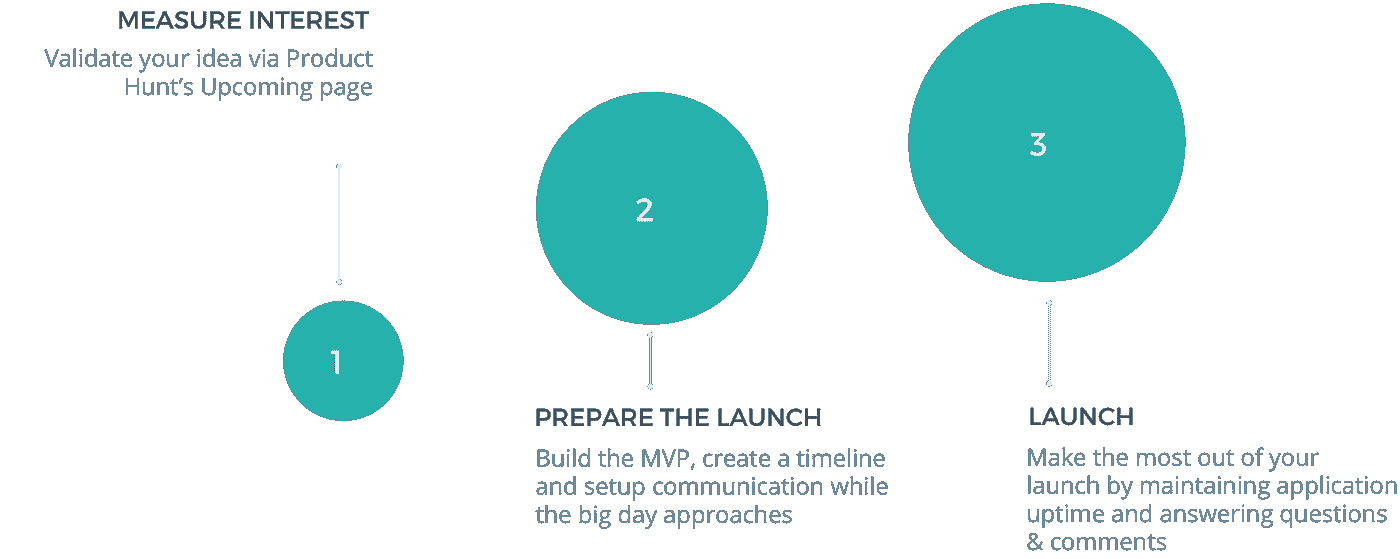 MEASURE INTEREST
Validate your idea via Product
Hunt's Upcoming page
1
2
PREPARE THE LAUNCH
Build the MVP, create a timeline
and setup communication while
the big day approaches
3
LAUNCH
Make the most out of your
launch by maintaining application
uptime and answering questions
& comments